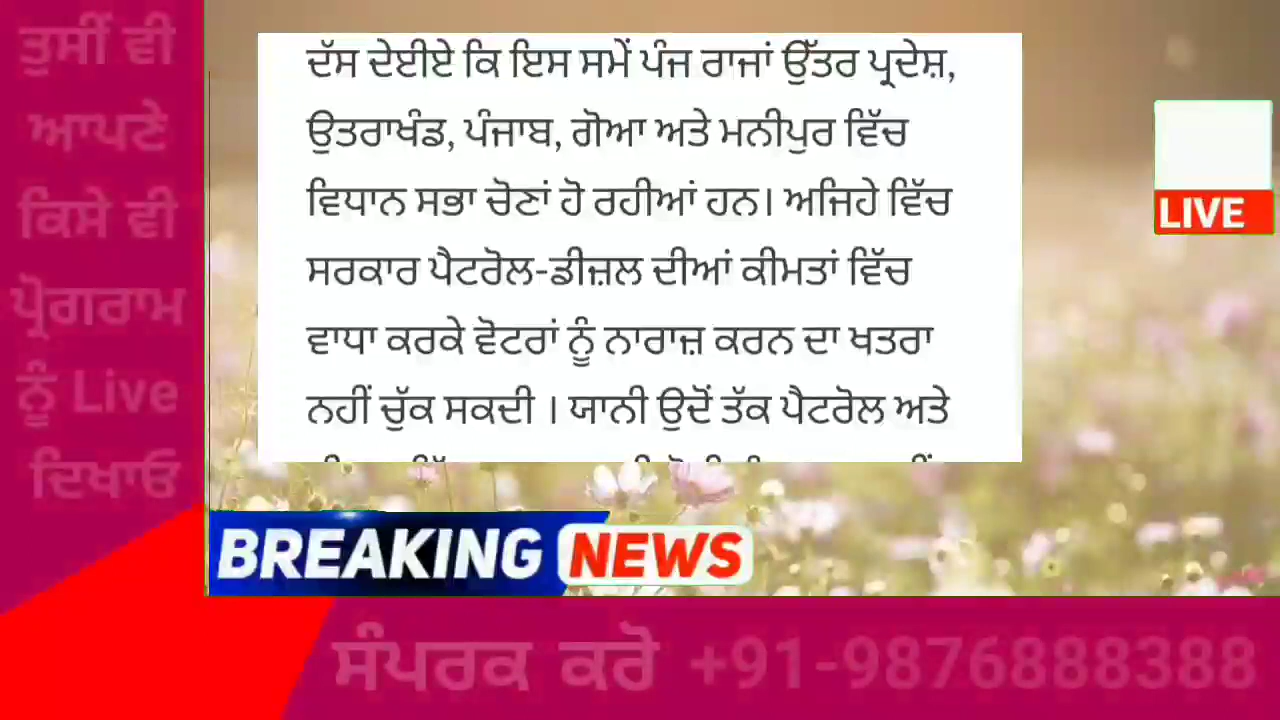 ਤੁਸੀਂ ਵੀ
ਆਪਣੇ
ਕਿਸੇ ਵੀ
ਪ੍ਰੋਗਰਾਮ
ਨੂੰ Live
ਦਿਖਾਓ
ਦੱਸ ਦੇਈਏ ਕਿ ਇਸ ਸਮੇਂ ਪੰਜ ਰਾਜਾਂ ਉੱਤਰ ਪ੍ਰਦੇਸ਼,
ਉਤਰਾਖੰਡ, ਪੰਜਾਬ, ਗੋਆ ਅਤੇ ਮਨੀਪੁਰ ਵਿੱਚ
ਵਿਧਾਨ ਸਭਾ ਚੋਣਾਂ ਹੋ ਰਹੀਆਂ ਹਨ। ਅਜਿਹੇ ਵਿੱਚ
ਸਰਕਾਰ ਪੈਟਰੋਲ-ਡੀਜ਼ਲ ਦੀਆਂ ਕੀਮਤਾਂ ਵਿੱਚ
ਵਾਧਾ ਕਰਕੇ ਵੋਟਰਾਂ ਨੂੰ ਨਾਰਾਜ਼ ਕਰਨ ਦਾ ਖਤਰਾ
ਨਹੀਂ ਚੁੱਕ ਸਕਦੀ । ਯਾਨੀ ਉਦੋਂ ਤੱਕ ਪੈਟਰੋਲ ਅਤੇ
LIVE
BREAKING NEWS
ਸੰਪਰਕ ਕਰੋ +91-9876888388